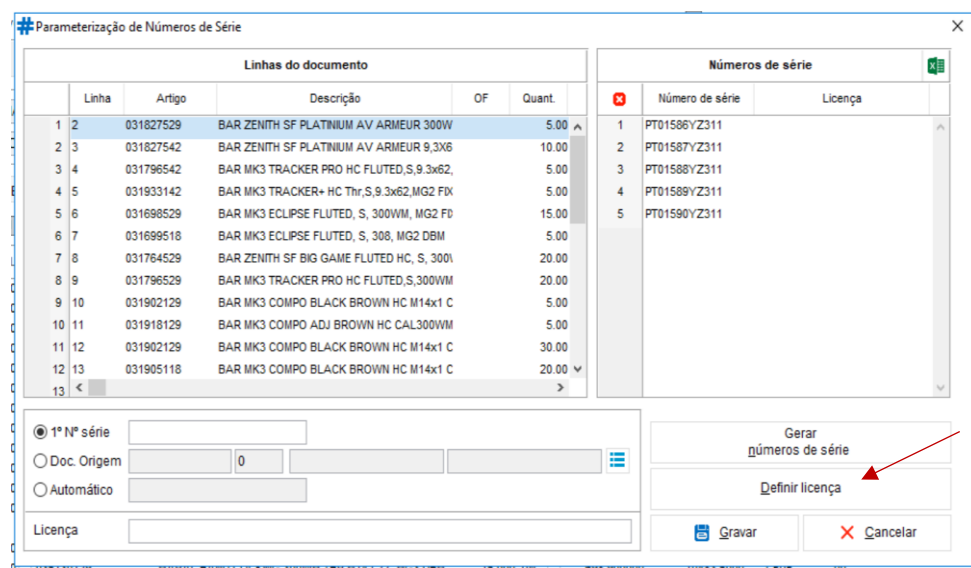 Parameterização de Números de Série
Linhas do documento
Linha Artigo Descrição OF Quant.
1 2 031827529 BAR ZENITH SF PLATINIUM AV ARMEUR 300W 5.00
2 3 031827542 BAR ZENITH SF PLATINIUM AV ARMEUR 9,3X6 10.00
3 4 031796542 BAR MK3 TRACKER PRO HC FLUTED,S,9.3x62, 5.00
4 5 031933142 BAR MK3 TRACKER+ HC Thr,S,9.3x62,MG2 FIX 5.00
5 6 031698529 BAR MK3 ECLIPSE FLUTED, S, 300WM, MG2 FD 15.00
6 7 031699518 BAR MK3 ECLIPSE FLUTED, S, 308, MG2 DBM 5.00
7 8 031764529 BAR ZENITH SF BIG GAME FLUTED HC, S, 300\ 20.00
8 9 031796529 BAR MK3 TRACKER PRO HC FLUTED,S,300WM 20.00
9 10 031902129 BAR MK3 COMPO BLACK BROWN HC M14x1 C 5.00
10 11 031918129 BAR MK3 COMPO ADJ BROWN HC CAL300WM 5.00
11 12 031902129 BAR MK3 COMPO BLACK BROWN HC M14x1 C 30.00
12 13 031905118 BAR MK3 COMPO BLACK BROWN HC M14x1 C 20.00
13
Números de série
Número de série Licença
1 PT01586YZ311
2 PT01587YZ311
3 PT01588YZ311
4 PT01589YZ311
5 PT01590YZ311
1º Nº série
Doc. Origem 0
Automático
Licença
Gerar
números de série
Definir licença
Gravar Cancelar